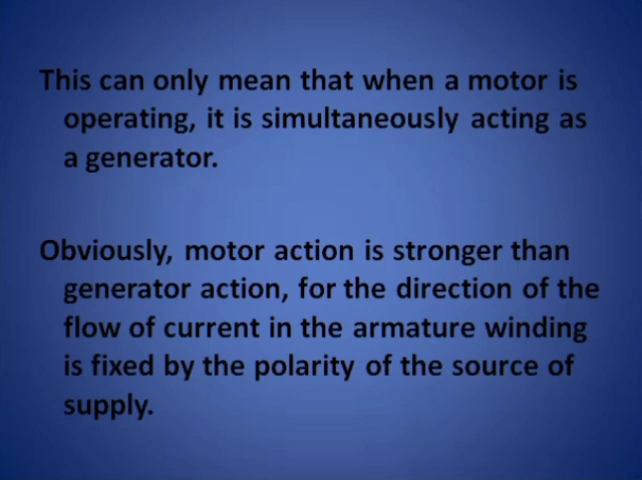 This can only mean that when a motor is
operating, it is simultaneously acting as
a generator.
Obviously, motor action is stronger than
generator action, for the direction of the
flow of current in the armature winding
is fixed by the polarity of the source of
supply.